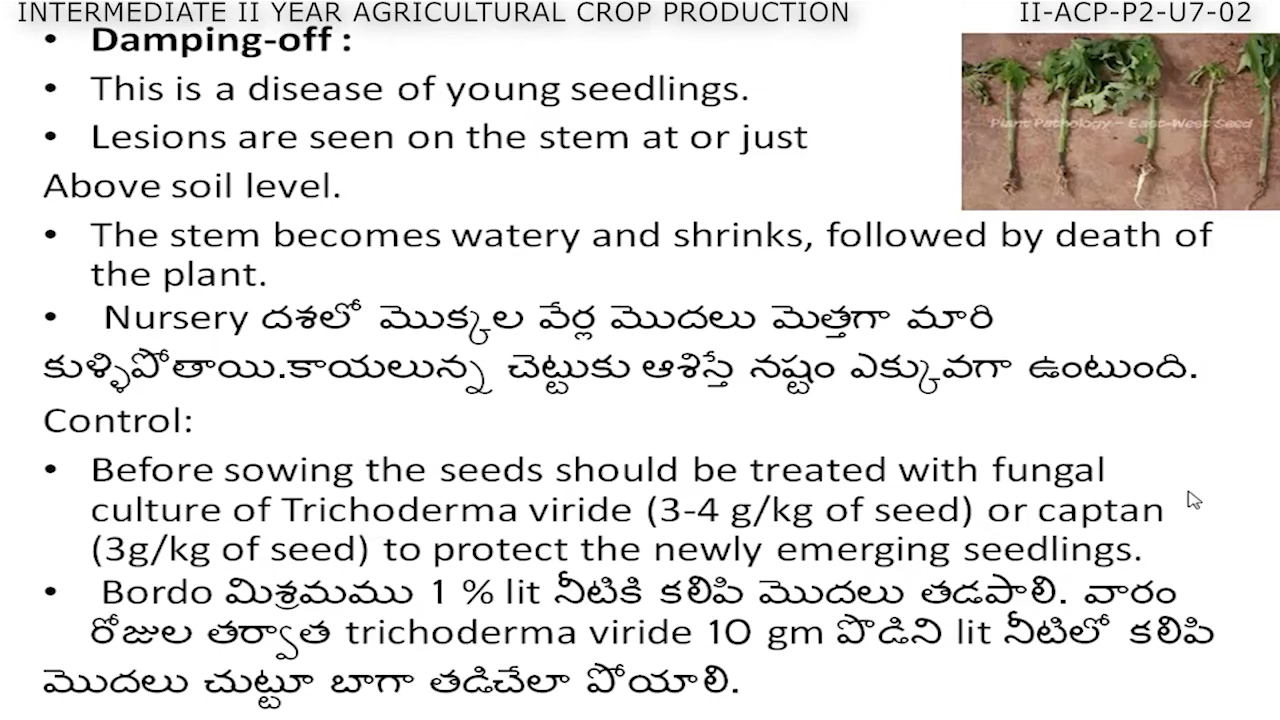 INTERMEDIATE II YEAR AGRICULTURAL CROP PRODUCTION II-ACP-P2-U7-02
• Damping-off :
• This is a disease of young seedlings.
Plant Pathology – East-West Seed
• Lesions are seen on the stem at or just
Above soil level.
• The stem becomes watery and shrinks, followed by death of
the plant.
• Nursery దశలో మొక్కల వేర్ల మొదలు మెత్తగా మారి
కుళ్ళిపోతాయి.కాయలున్న చెట్టుకు ఆశిస్తే నష్టం ఎక్కువగా ఉంటుంది.
Control:
• Before sowing the seeds should be treated with fungal
culture of Trichoderma viride (3-4 g/kg of seed) or captan
(3g/kg of seed) to protect the newly emerging seedlings.
• Bordo మిశ్రమము 1 % lit నీటికి కలిపి మొదలు తడపాలి. వారం
రోజుల తర్వాత trichoderma viride 10 gm పొడిని lit నీటిలో కలిపి
మొదలు చుట్టూ బాగా తడిచేలా పోయాలి.